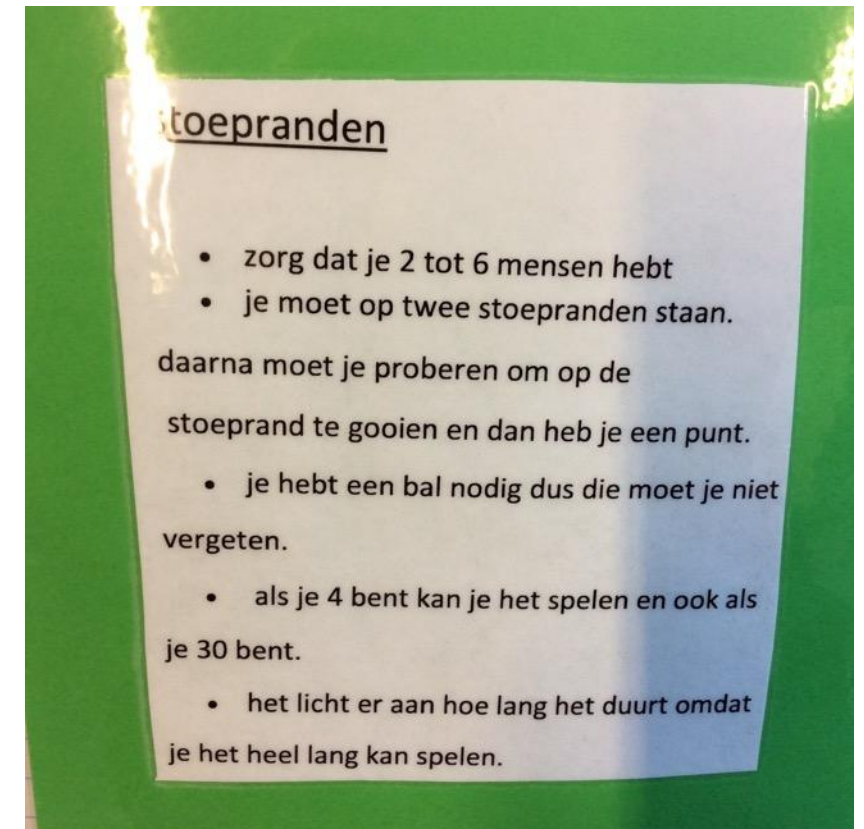 stoepranden
• zorg dat je 2 tot 6 mensen hebt
• je moet op twee stoepranden staan.
daarna moet je proberen om op de
stoeprand te gooien en dan heb je een punt.
• je hebt een bal nodig dus die moet je niet
vergeten.
• als je 4 bent kan je het spelen en ook als
je 30 bent.
• het licht er aan hoe lang het duurt omdat
je het heel lang kan spelen.